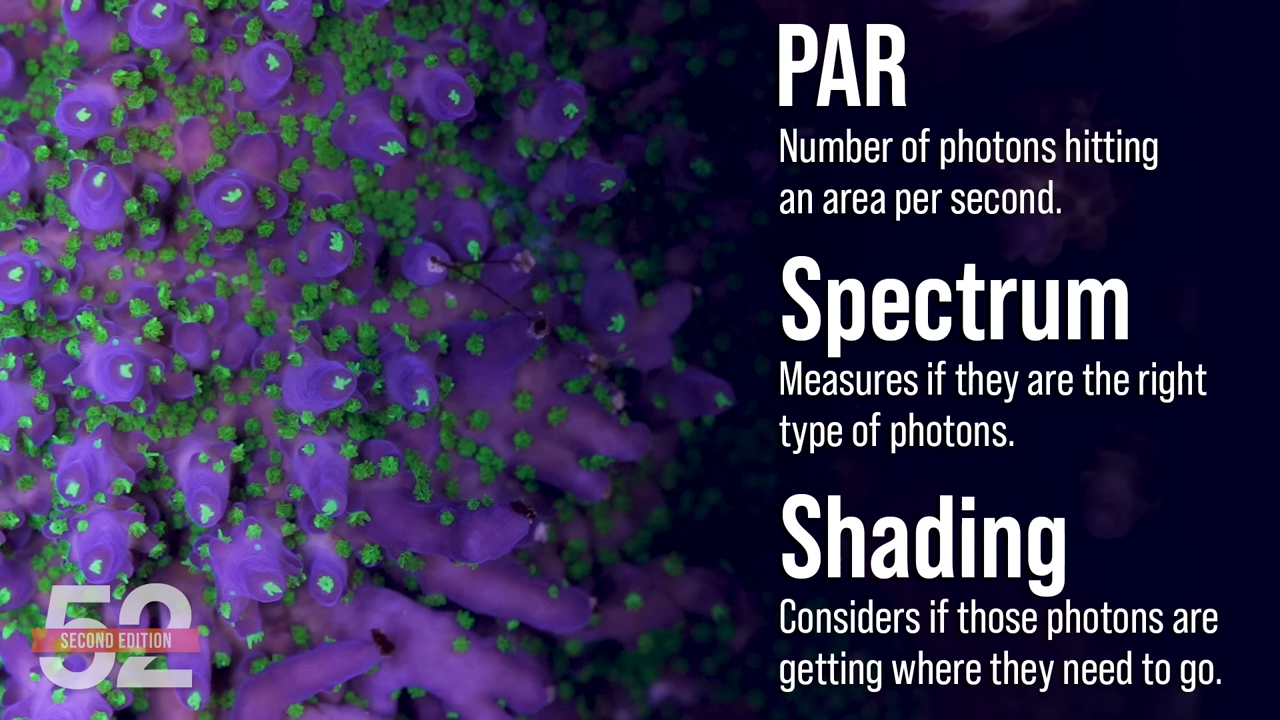 PAR
Number of photons hitting
an area per second.
Spectrum
Measures if they are the right
type of photons.
Shading
Considers if those photons are
getting where they need to go.
52
SECOND EDITION